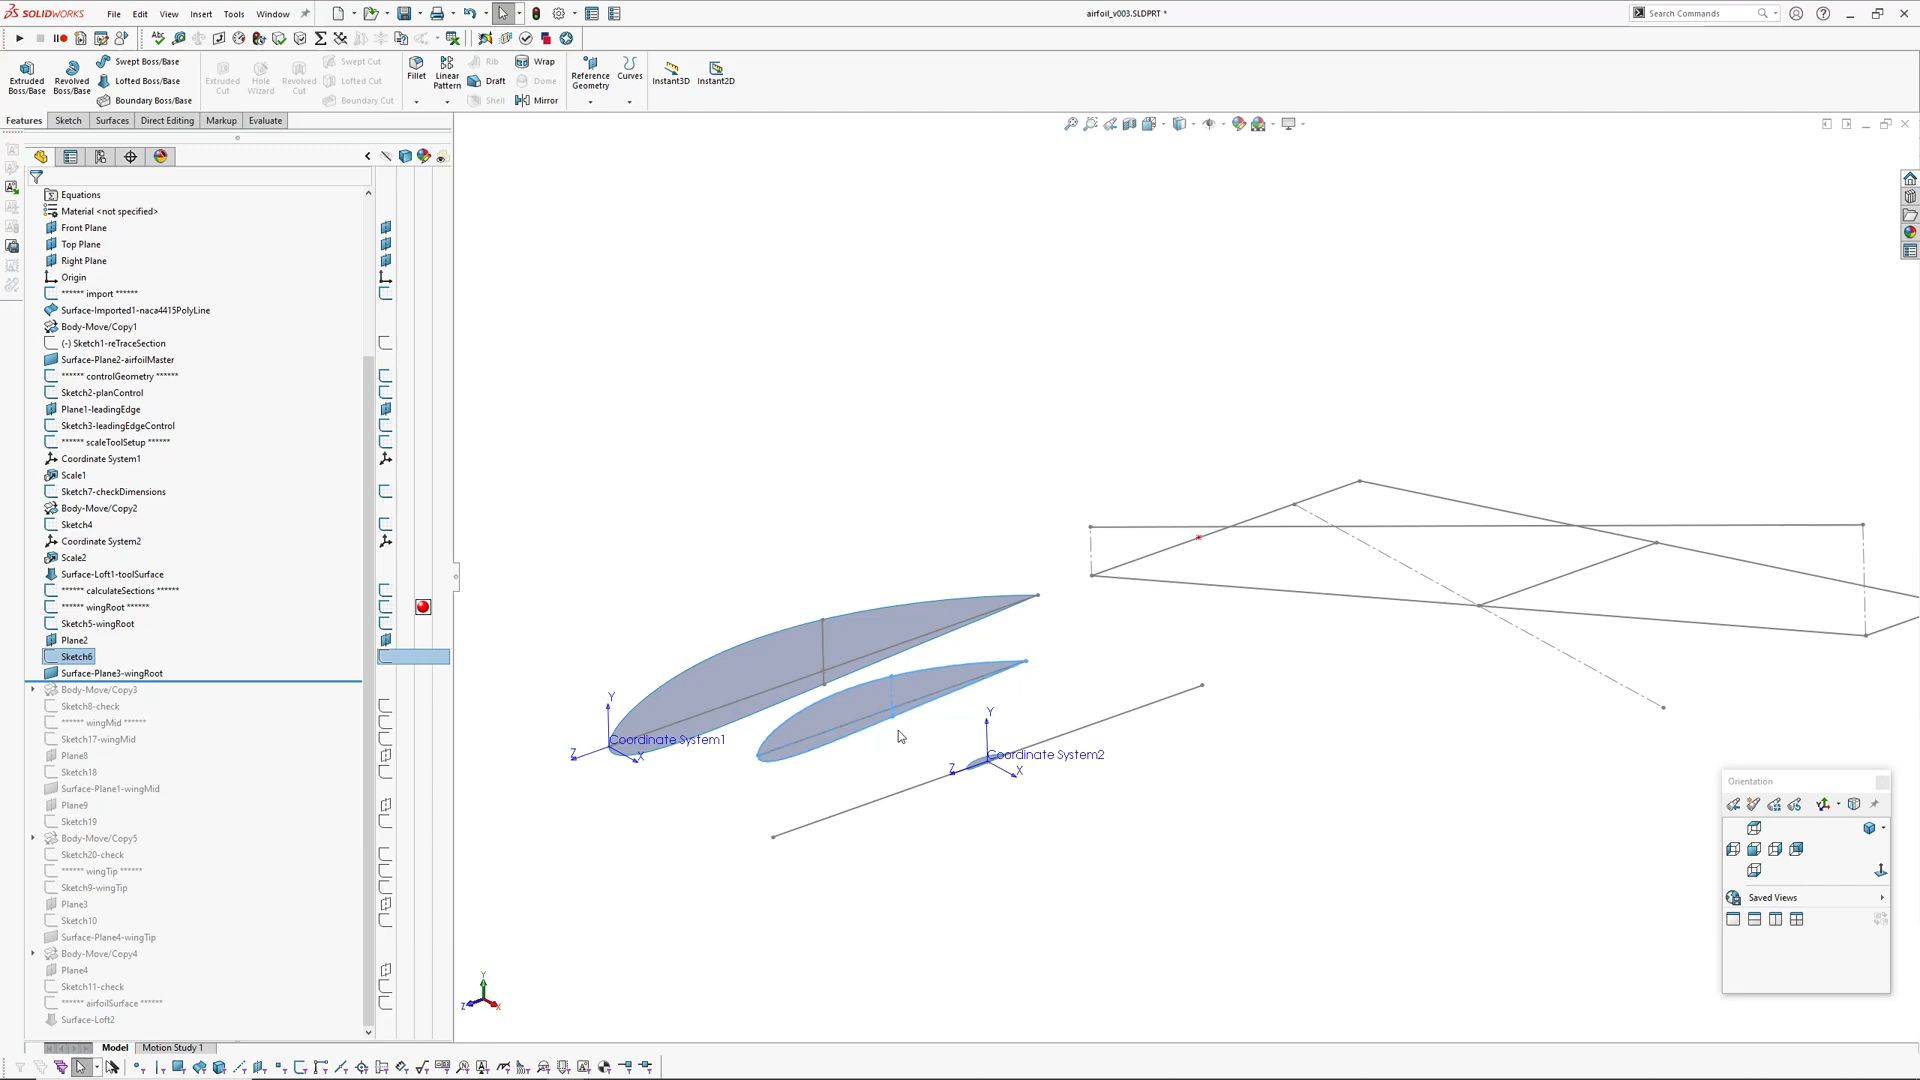 SOLIDWORKS
File
Edit
View
Insert
Tools
Window
airfoil_v003.SLDPRT *
Search Commands
Extruded Boss/Base
Revolved Boss/Base
Swept Boss/Base
Lofted Boss/Base
Boundary Boss/Base
Extruded Cut
Hole Wizard
Revolved Cut
Swept Cut
Lofted Cut
Boundary Cut
Fillet
Linear Pattern
Rib
Draft
Shell
Wrap
Dome
Mirror
Reference Geometry
Curves
Instant3D
Instant2D
Features
Sketch
Surfaces
Direct Editing
Markup
Evaluate
Equations
Material <not specified>
Front Plane
Top Plane
Right Plane
Origin
****** import ******
Surface-Imported1-naca4415PolyLine
Body-Move/Copy1
(-) Sketch1-reTraceSection
Surface-Plane2-airfoilMaster
****** controlGeometry ******
Sketch2-planControl
Plane1-leadingEdge
Sketch3-leadingEdgeControl
****** scaleToolSetup ******
Coordinate System1
Scale1
Sketch7-checkDimensions
Body-Move/Copy2
Sketch4
Coordinate System2
Scale2
Surface-Loft1-toolSurface
****** calculateSections ******
****** wingRoot ******
Sketch5-wingRoot
Plane2
Sketch6
Surface-Plane3-wingRoot
Body-Move/Copy3
Sketch8-check
****** wingMid ******
Sketch17-wingMid
Plane8
Sketch18
Surface-Plane1-wingMid
Plane9
Sketch19
Body-Move/Copy5
Sketch20-check
****** wingTip ******
Sketch9-wingTip
Plane3
Sketch10
Surface-Plane4-wingTip
Body-Move/Copy4
Plane4
Sketch11-check
****** airfoilSurface ******
Surface-Loft2
Y
Coordinate System1
Z
X
Y
Coordinate System2
Z
X
Orientation
Saved Views
Y
Z
X
Model
Motion Study 1